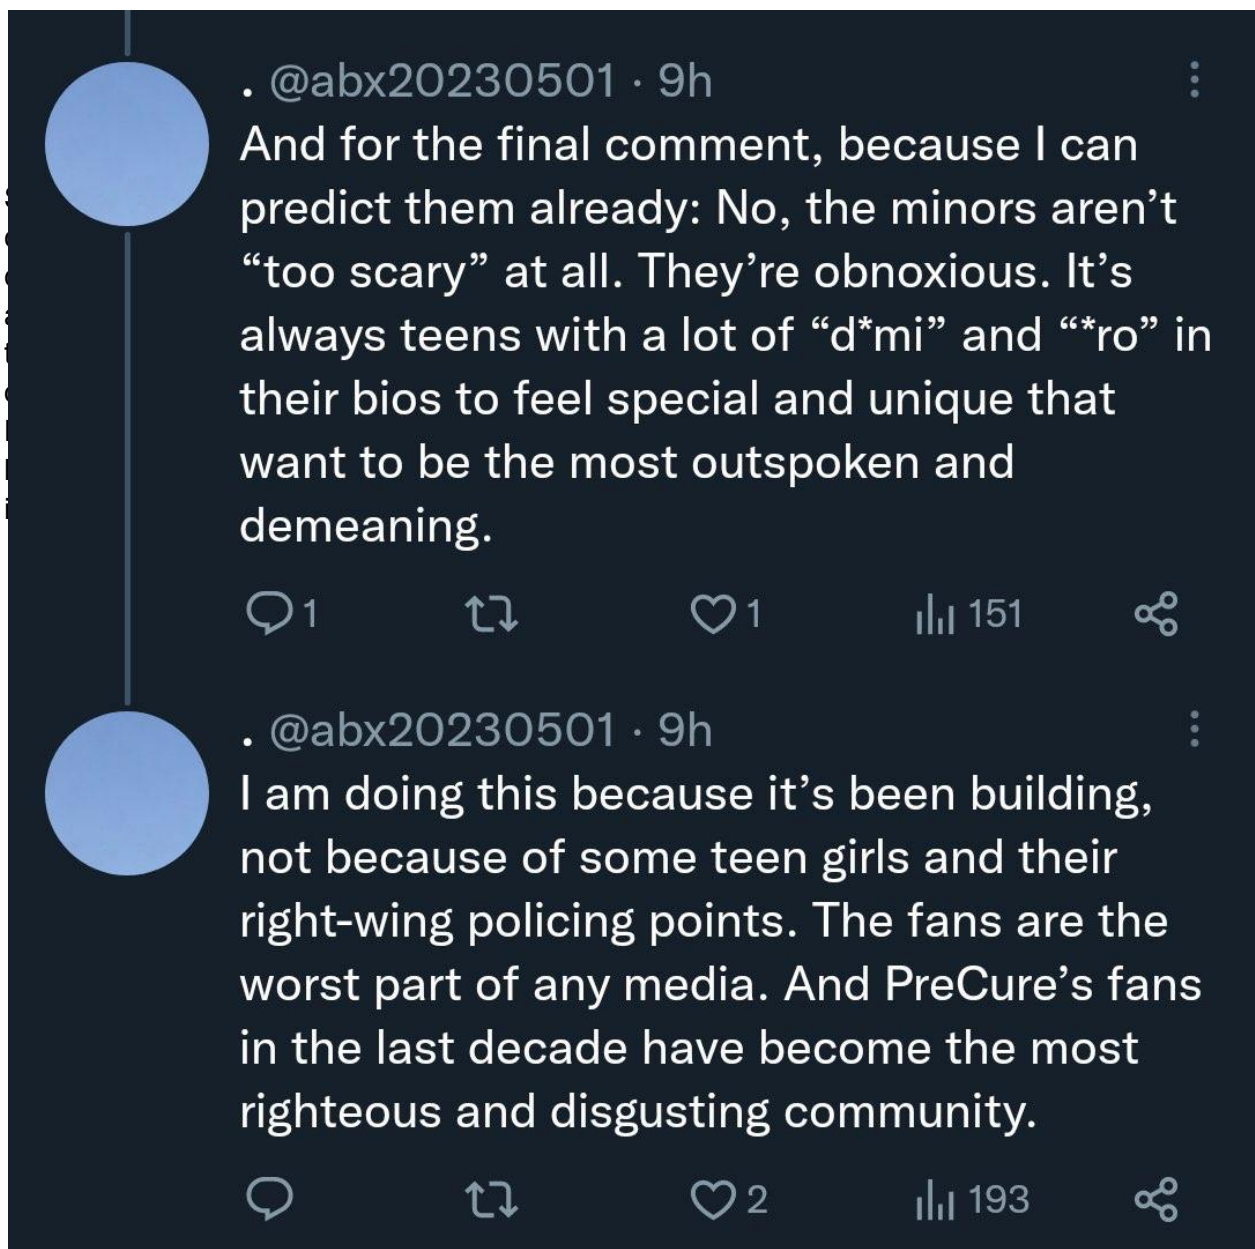 . @abx20230501 · 9h
And for the final comment, because I can
predict them already: No, the minors aren’t
“too scary” at all. They’re obnoxious. It’s
always teens with a lot of “d*mi” and “*ro” in
their bios to feel special and unique that
want to be the most outspoken and
demeaning.
1 1 151
. @abx20230501 · 9h
I am doing this because it’s been building,
not because of some teen girls and their
right-wing policing points. The fans are the
worst part of any media. And PreCure’s fans
in the last decade have become the most
righteous and disgusting community.
2 193